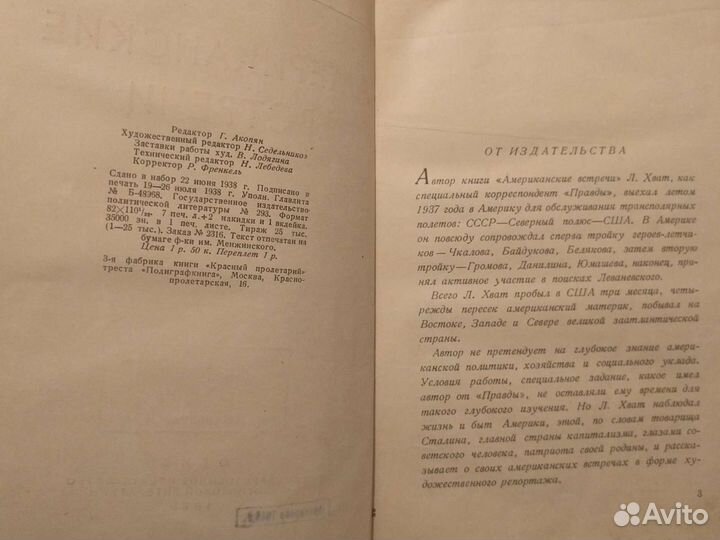 Редактор Г. Акопян
Художественный редактор Н. Седельников
Заставки работы худ. В. Лодягина
Технический редактор Н. Лебедева
Корректор Р. Френкель
Сдано в набор 22 июня 1938 г. Подписано в
печать 19—26 июля 1938 г. Уполн. Главлита
№ Б-48968. Государственное издательство
политической литературы № 293. Формат
82×110¹/₃₂. 7 печ. л.+2 накидки и 1 вклейка.
35000 зн. в 1 печ. листе. Тираж 25 тыс.
(1—25 тыс.). Заказ № 2316. Текст отпечатан на
бумаге ф-ки им. Менжинского.
Цена 1 р. 50 к. Переплет 1 р.
3-я фабрика книги «Красный пролетарий»
треста «Полиграфкнига», Москва, Красно-
пролетарская, 16.
ОТ ИЗДАТЕЛЬСТВА
Автор книги «Американские встречи» Л. Хват, как
специальный корреспондент «Правды», выехал летом
1937 года в Америку для обслуживания трансполярных
полетов: СССР—Северный полюс—США. В Америке
он повсюду сопровождал сперва тройку героев-летчи-
ков—Чкалова, Байдукова, Белякова, затем вторую
тройку—Громова, Данилина, Юмашева, наконец, при-
нял активное участие в поисках Леваневского.
Всего Л. Хват пробыл в США три месяца, четы-
режды пересек американский материк, побывал на
Востоке, Западе и Севере великой заатлантической
страны.
Автор не претендует на глубокое знание амери-
канской политики, хозяйства и социального уклада.
Условия работы, специальное задание, какое имел
автор от «Правды», не оставляли ему времени для
такого глубокого изучения. Но Л. Хват наблюдал
жизнь и быт Америки, этой, по словам товарища
Сталина, главной страны капитализма, глазами со-
ветского человека, патриота своей родины, и расска-
зывает о своих американских встречах в форме ху-
дожественного репортажа.
3
Avito